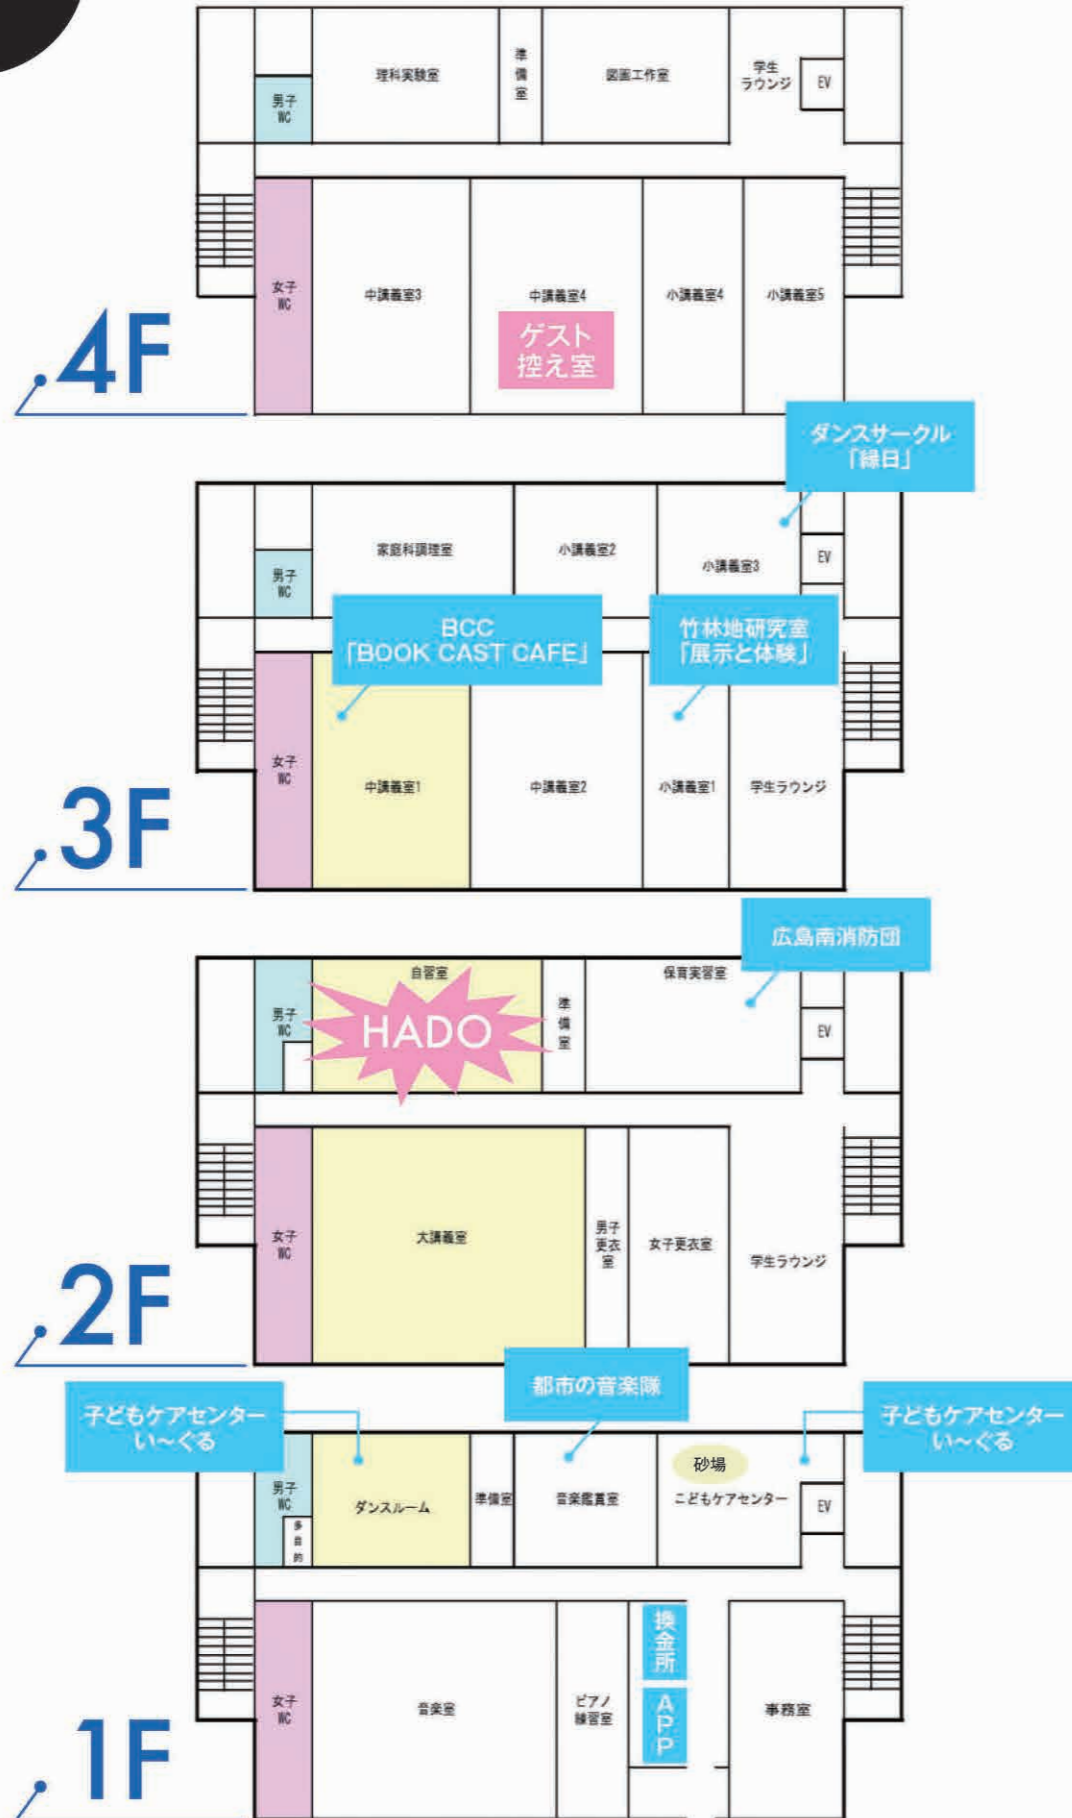 理科実験室
準備室
図画工作室
学生
ラウンジ
EV
男子
WC
女子
WC
中講義室3
中講義室4
ゲスト
控え室
小講義室4
小講義室5
.4F
ダンスサークル
「縁日」
家庭科調理室
小講義室2
小講義室3
EV
男子
WC
BCC
「BOOK CAST CAFE」
竹林地研究室
「展示と体験」
女子
WC
中講義室1
中講義室2
小講義室1
学生ラウンジ
.3F
広島南消防団
自習室
HADO
準備室
保育実習室
男子
WC
EV
女子
WC
大講義室
男子
更衣
室
女子更衣室
学生ラウンジ
.2F
都市の音楽隊
子どもケアセンター
い〜ぐる
子どもケアセンター
い〜ぐる
男子
WC
多目的
ダンスルーム
準備室
音楽鑑賞室
砂場
こどもケアセンター
EV
女子
WC
音楽室
ピアノ
練習室
換金所
APP
事務室
.1F